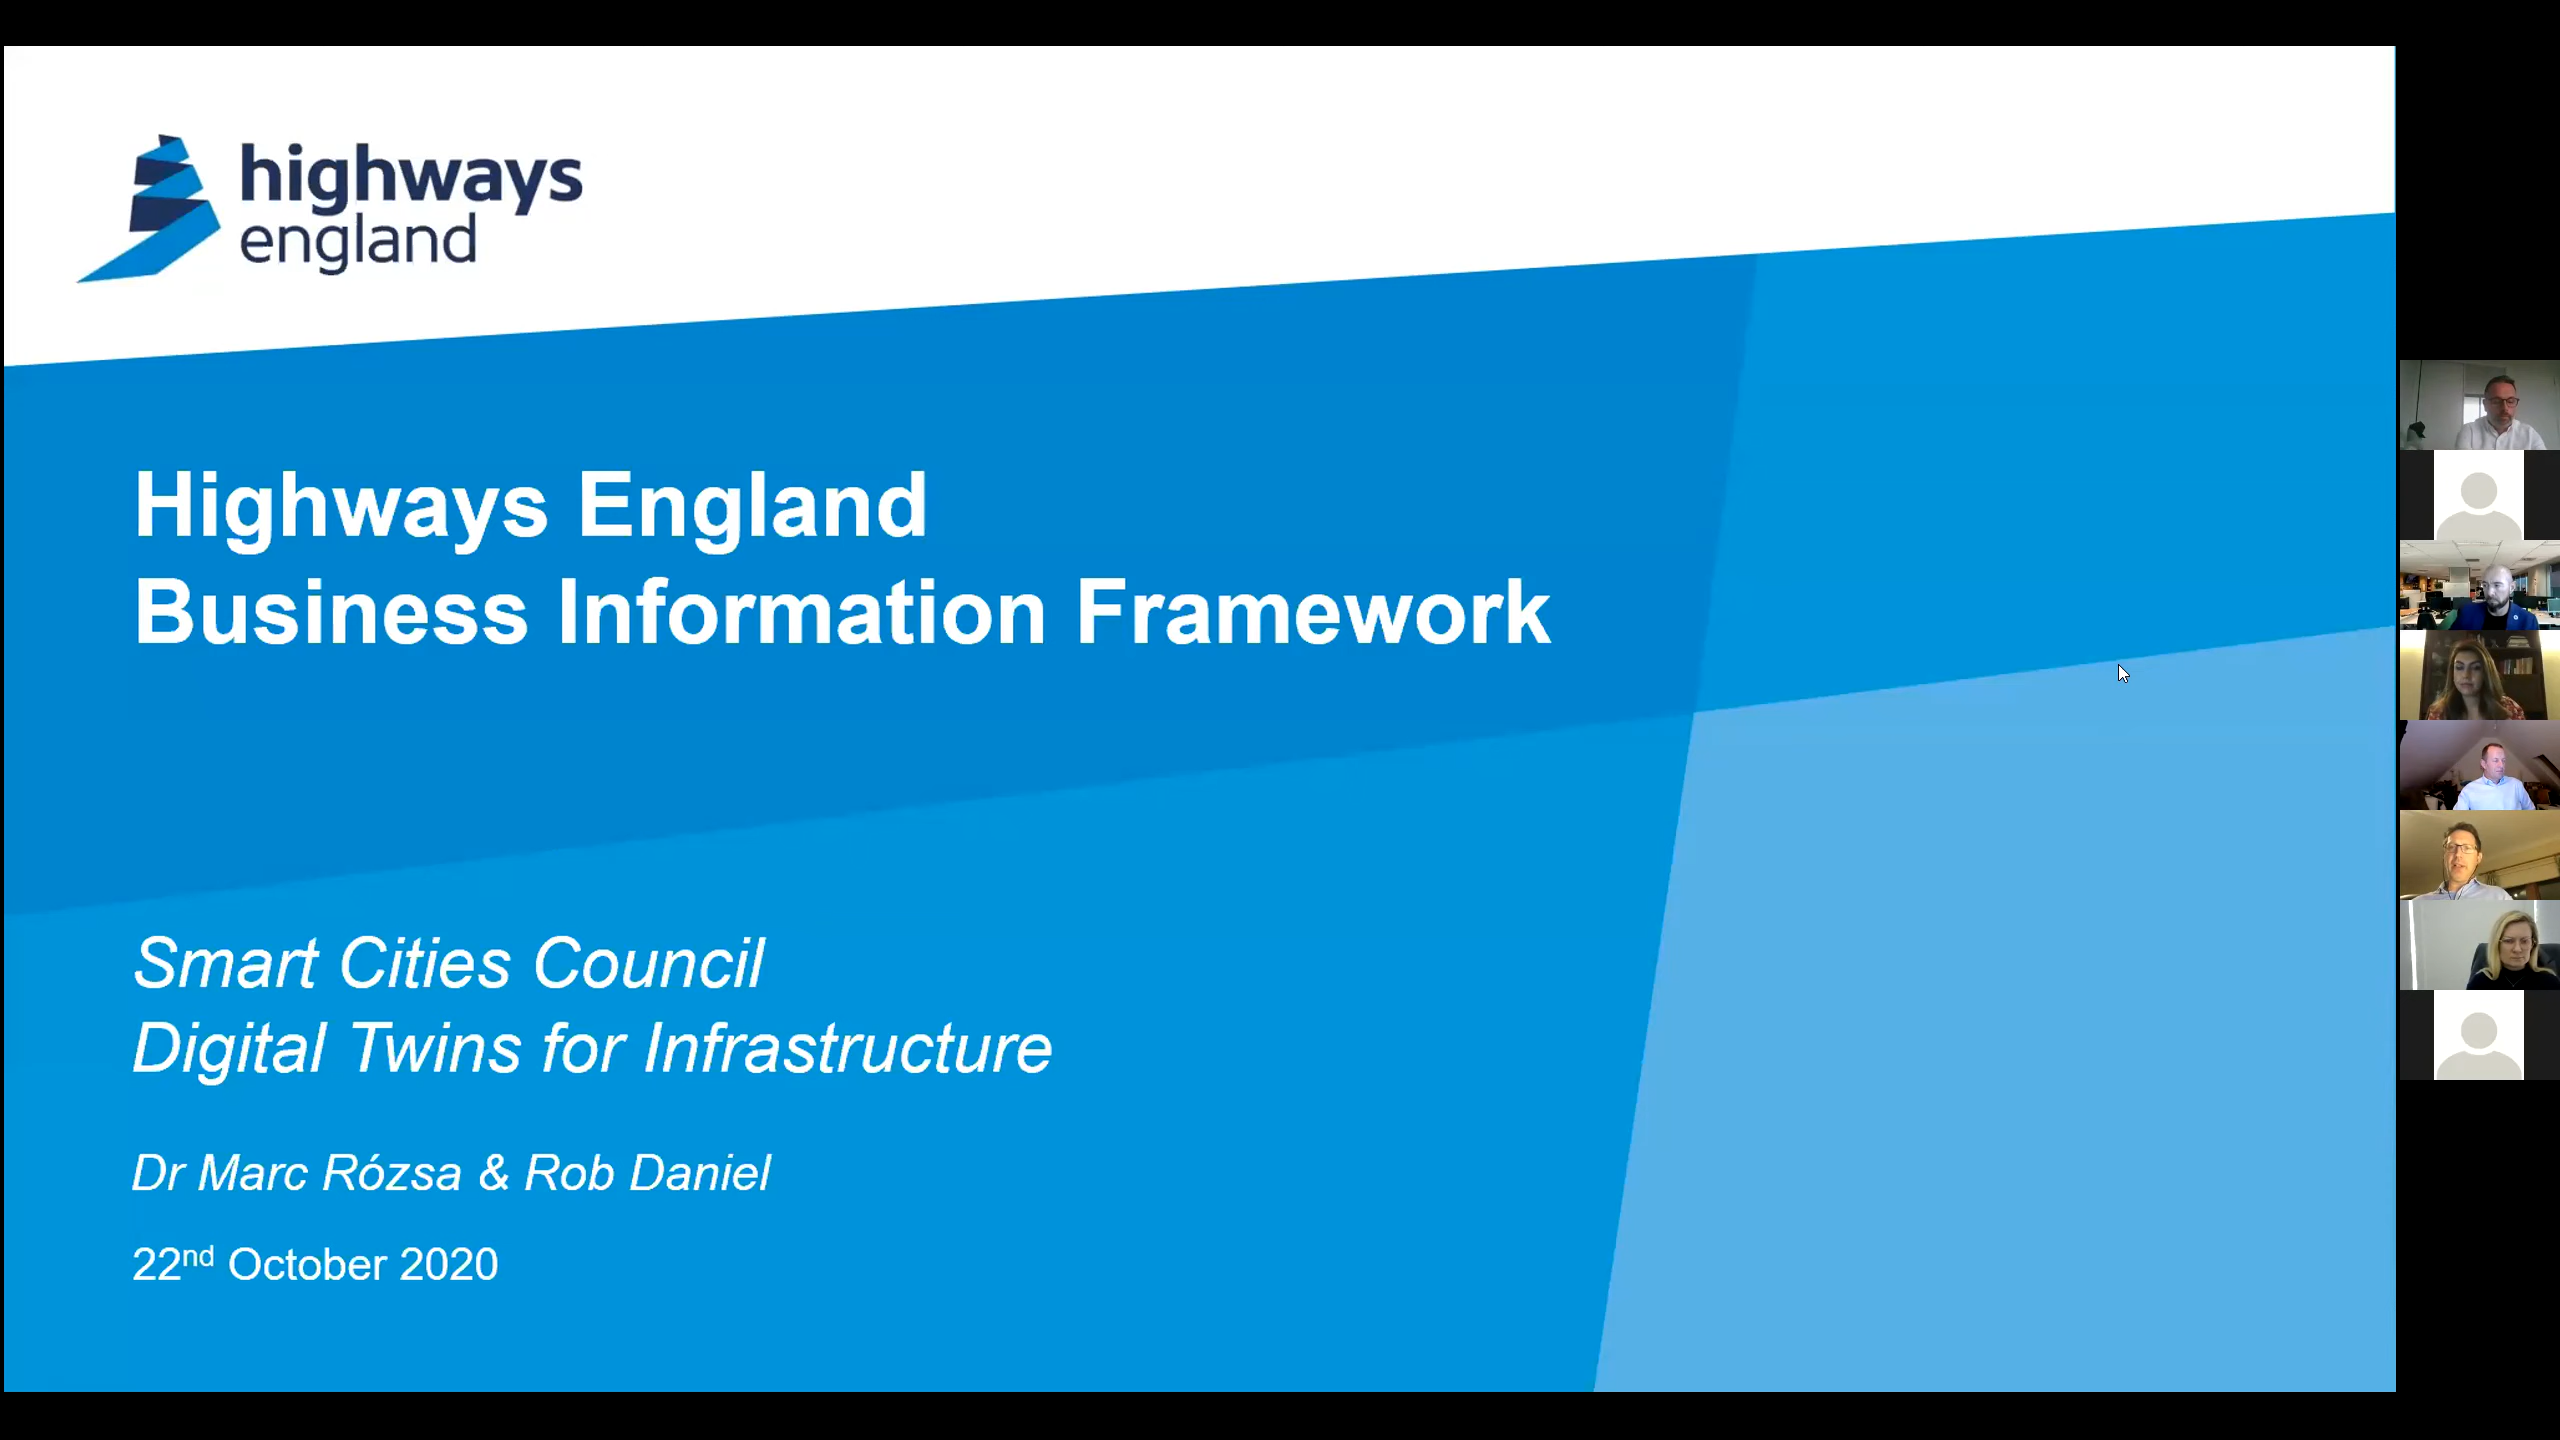 highways
england
Highways England
Business Information Framework
Smart Cities Council
Digital Twins for Infrastructure
Dr Marc Rózsa & Rob Daniel
22nd October 2020